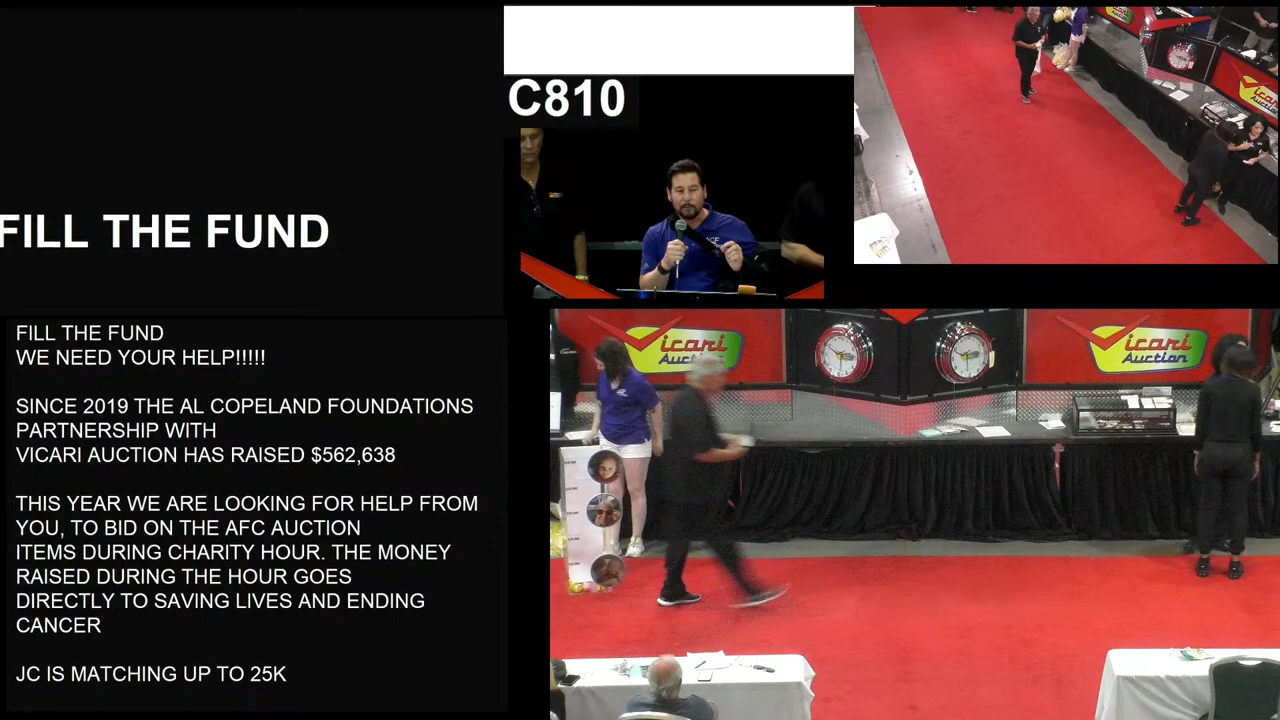 FILL THE FUND
C810
FILL THE FUND
WE NEED YOUR HELP!!!!!
SINCE 2019 THE AL COPELAND FOUNDATIONS
PARTNERSHIP WITH
VICARI AUCTION HAS RAISED $562,638
THIS YEAR WE ARE LOOKING FOR HELP FROM
YOU, TO BID ON THE AFC AUCTION
ITEMS DURING CHARITY HOUR. THE MONEY
RAISED DURING THE HOUR GOES
DIRECTLY TO SAVING LIVES AND ENDING
CANCER
JC IS MATCHING UP TO 25K
Vicari
Auction
Vicari
Auction
Vicari
Auction